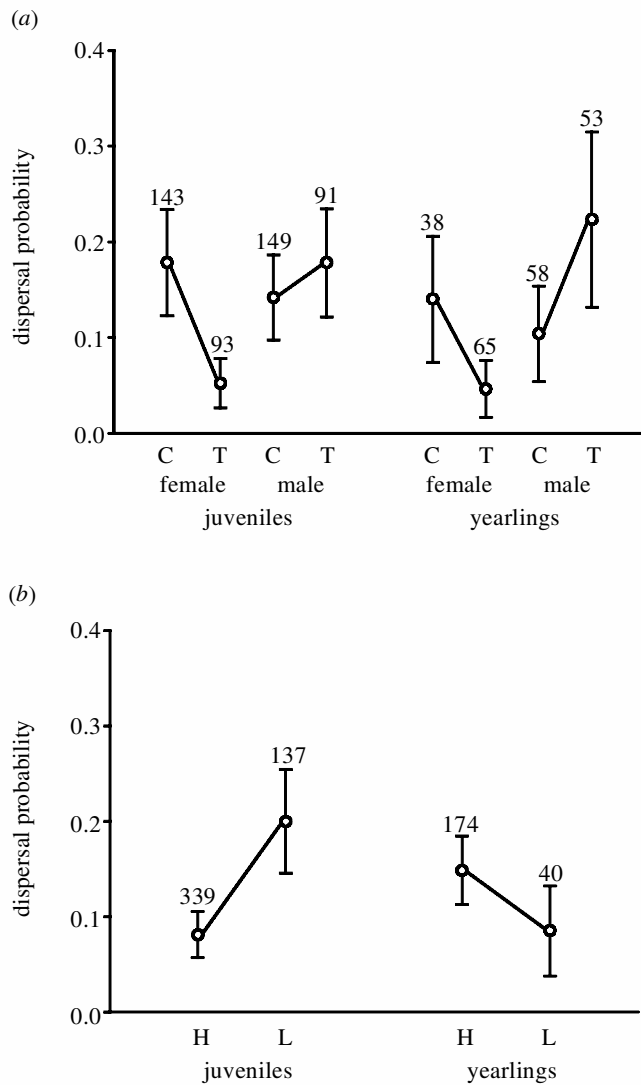 (a)
0.4
0.3
0.2
0.1
0.0
dispersal probability
143
93
149
91
38
65
58
53
C T C T C T C T
female male female male
juveniles yearlings
(b)
0.4
0.3
0.2
0.1
0.0
dispersal probability
339
137
174
40
H L H L
juveniles yearlings